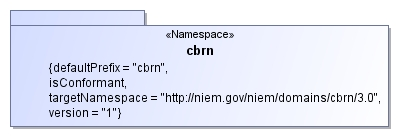 «Namespace»
cbrn
{defaultPrefix = "cbrn",
isConformant,
targetNamespace = "http://niem.gov/niem/domains/cbrn/3.0",
version = "1"}